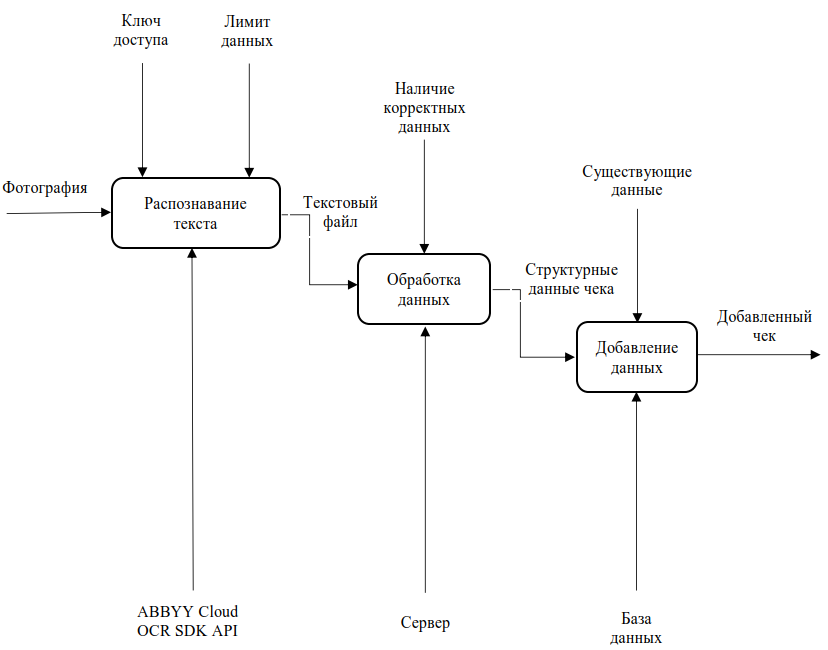 Ключ
доступа
Лимит
данных
Наличие
корректных
данных
Существующие
данные
Фотография
Распознавание
текста
Текстовый
файл
Обработка
данных
Структурные
данные чека
Добавление
данных
Добавленный
чек
ABBYY Cloud
OCR SDK API
Сервер
База
данных